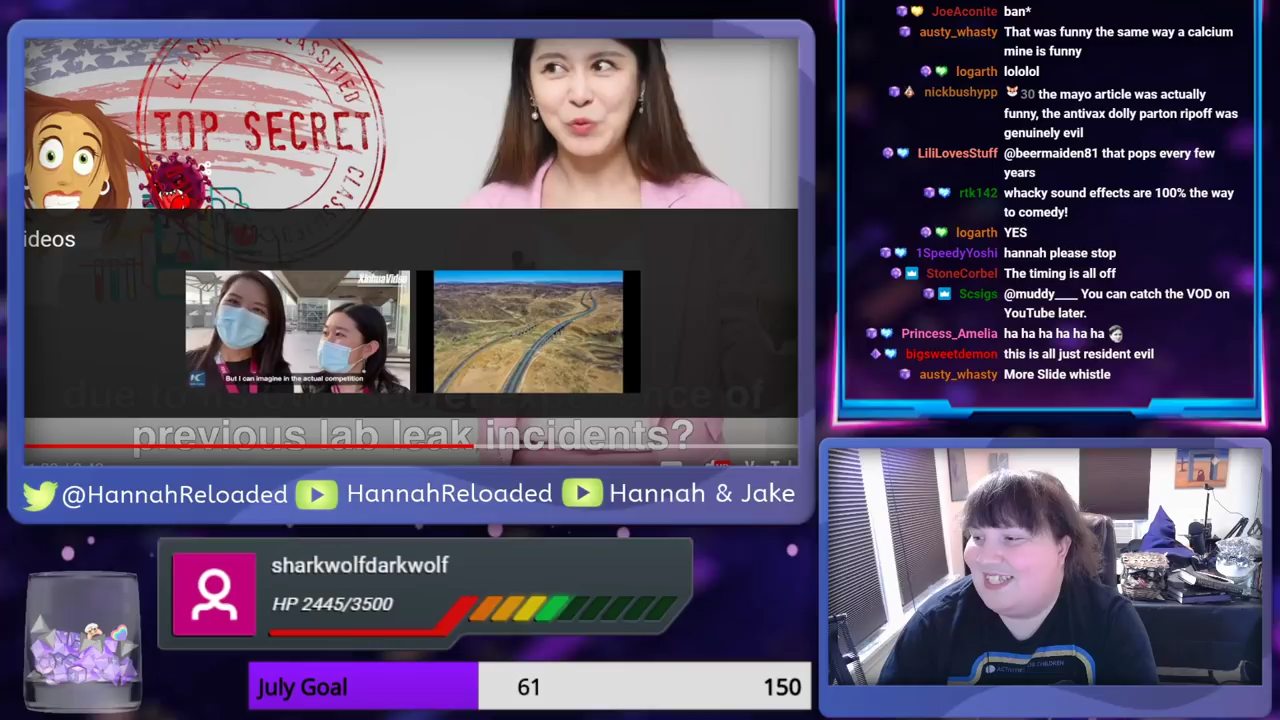 CLASSIFIED
TOP SECRET
ideos
XinhuaVideo
But I can imagine in the actual competition
previous lab leak incidents?
@HannahReloaded
HannahReloaded
Hannah & Jake
sharkwolfdarkwolf
HP 2445/3500
July Goal
61
150
JoeAconite ban*
austy_whasty That was funny the same way a calcium
mine is funny
logarth lololol
nickbushypp 30 the mayo article was actually
funny, the antivax dolly parton ripoff was
genuinely evil
LiliLovesStuff @beermaiden81 that pops every few
years
rtk142 whacky sound effects are 100% the way
to comedy!
logarth YES
1SpeedyYoshi hannah please stop
StoneCorbel The timing is all off
Scsigs @muddy___ You can catch the VOD on
YouTube later.
Princess_Amelia ha ha ha ha ha ha
bigsweetdemon this is all just resident evil
austy_whasty More Slide whistle